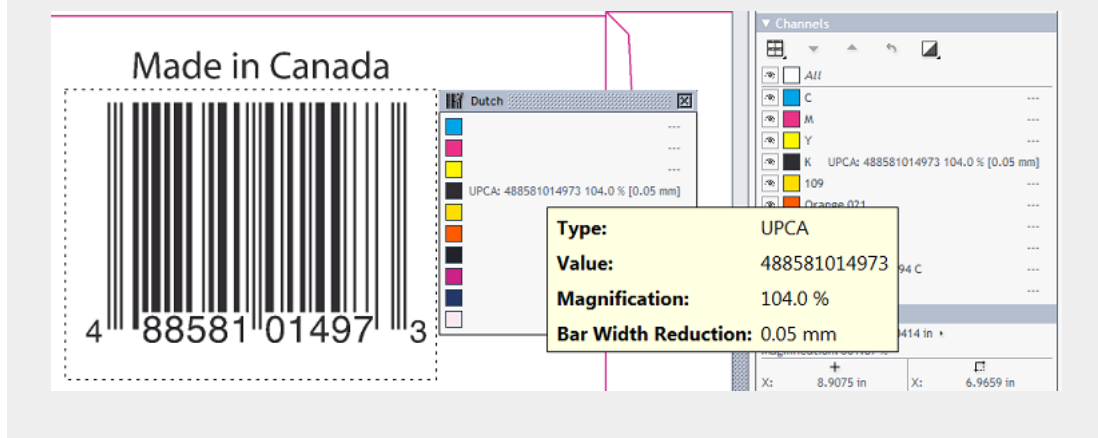 Made in Canada
4 88581 01497 3
Dutch
---
---
---
UPCA: 488581014973 104.0 % [0.05 mm]
Type: UPCA
Value: 488581014973
Magnification: 104.0 %
Bar Width Reduction: 0.05 mm
Channels
All
C ---
M ---
Y ---
K UPCA: 488581014973 104.0 % [0.05 mm]
109 ---
Orange 021 ---
---
94 C ---
---
0414 in
X: 8.9075 in X: 6.9659 in